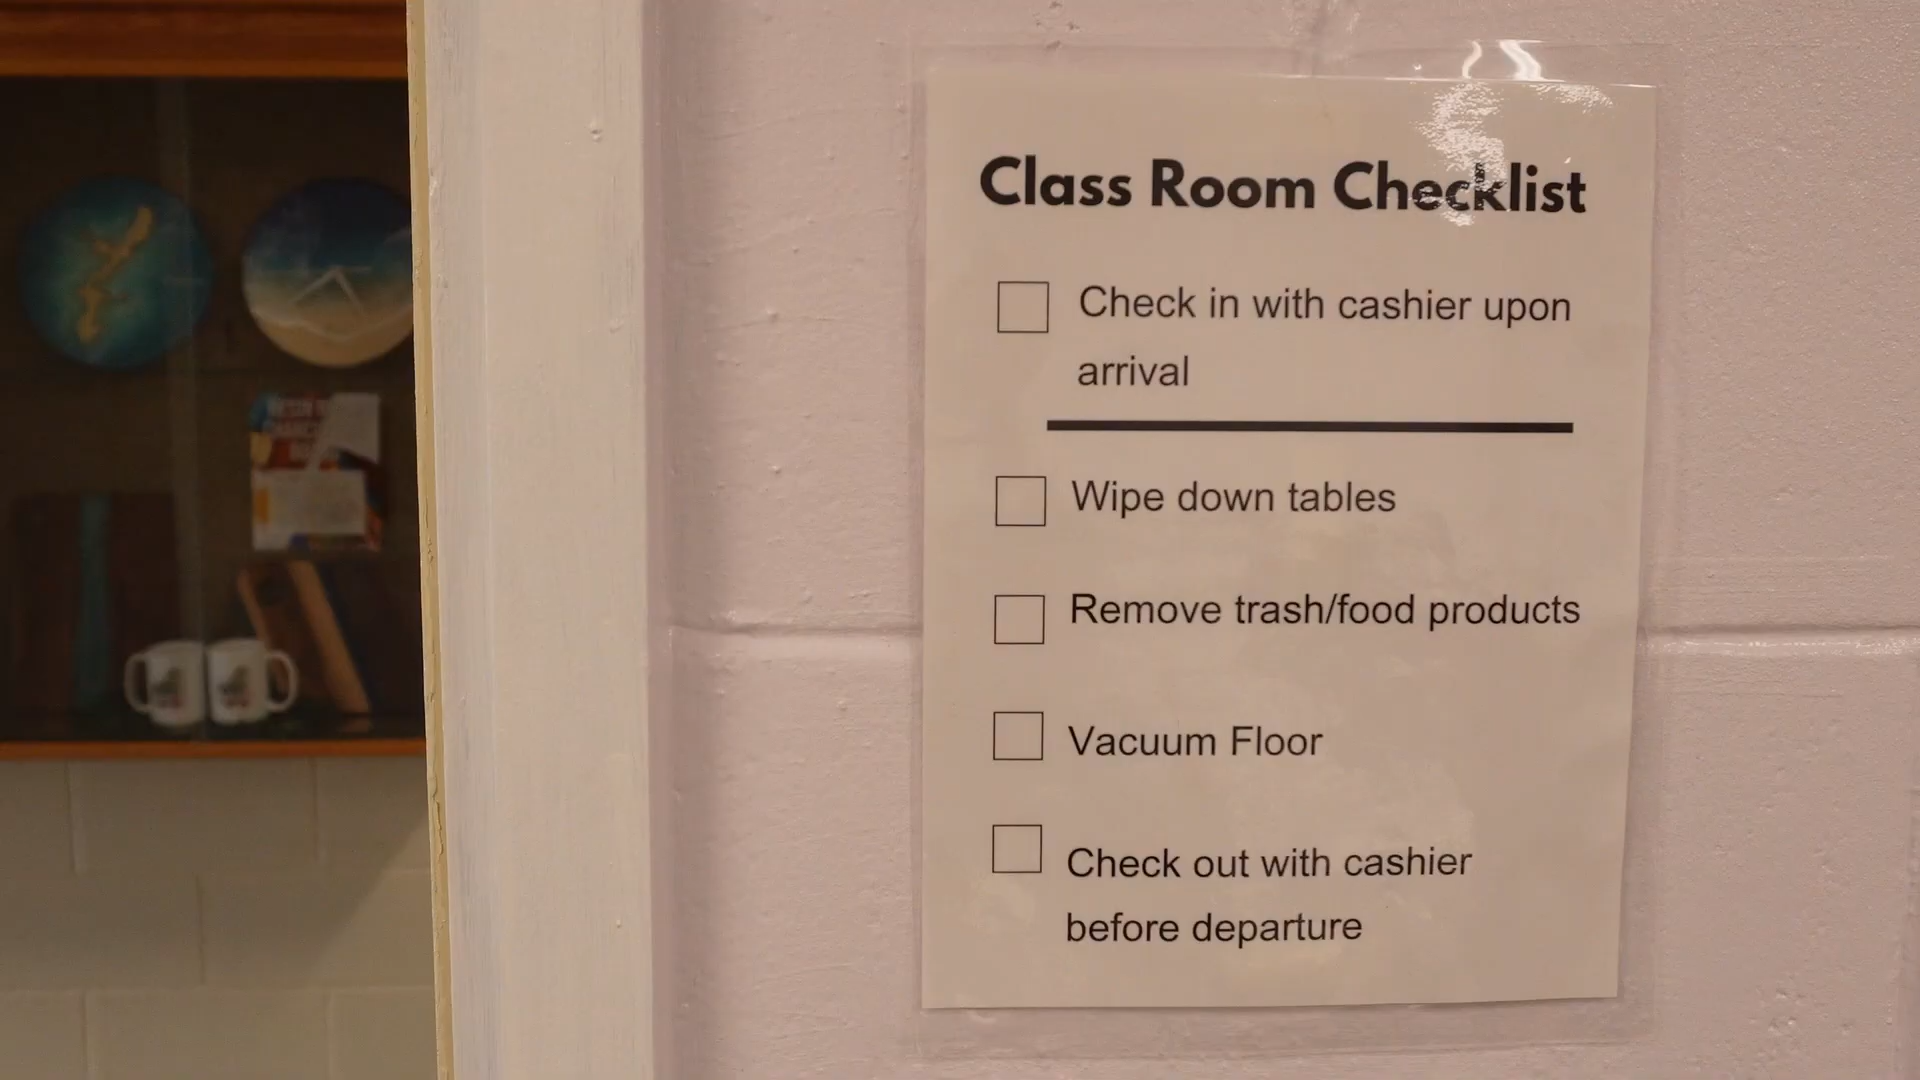 Class Room Checklist
Check in with cashier upon
arrival
Wipe down tables
Remove trash/food products
Vacuum Floor
Check out with cashier
before departure